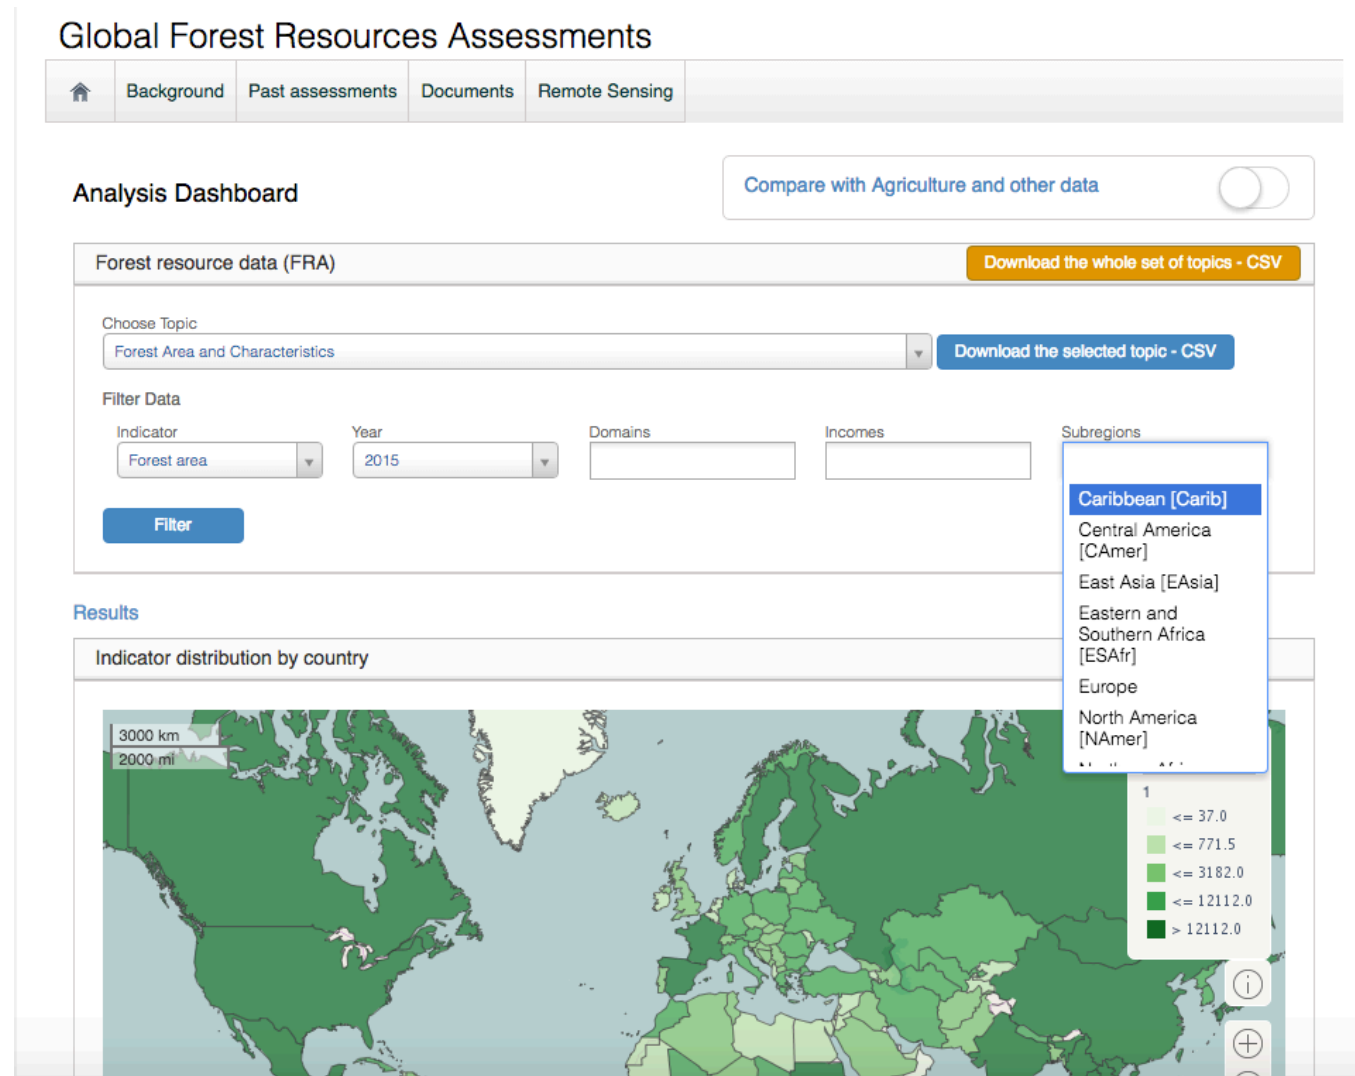 Global Forest Resources Assessments
Background Past assessments Documents Remote Sensing
Analysis Dashboard
Compare with Agriculture and other data
Forest resource data (FRA)
Download the whole set of topics - CSV
Choose Topic
Forest Area and Characteristics
Download the selected topic - CSV
Filter Data
Indicator Year Domains Incomes Subregions
Forest area 2015
Filter
Caribbean [Carib]
Central America
[CAmer]
East Asia [EAsia]
Eastern and
Southern Africa
[ESAfr]
Europe
North America
[NAmer]
Results
Indicator distribution by country
3000 km
2000 mi
1
<= 37.0
<= 771.5
<= 3182.0
<= 12112.0
> 12112.0